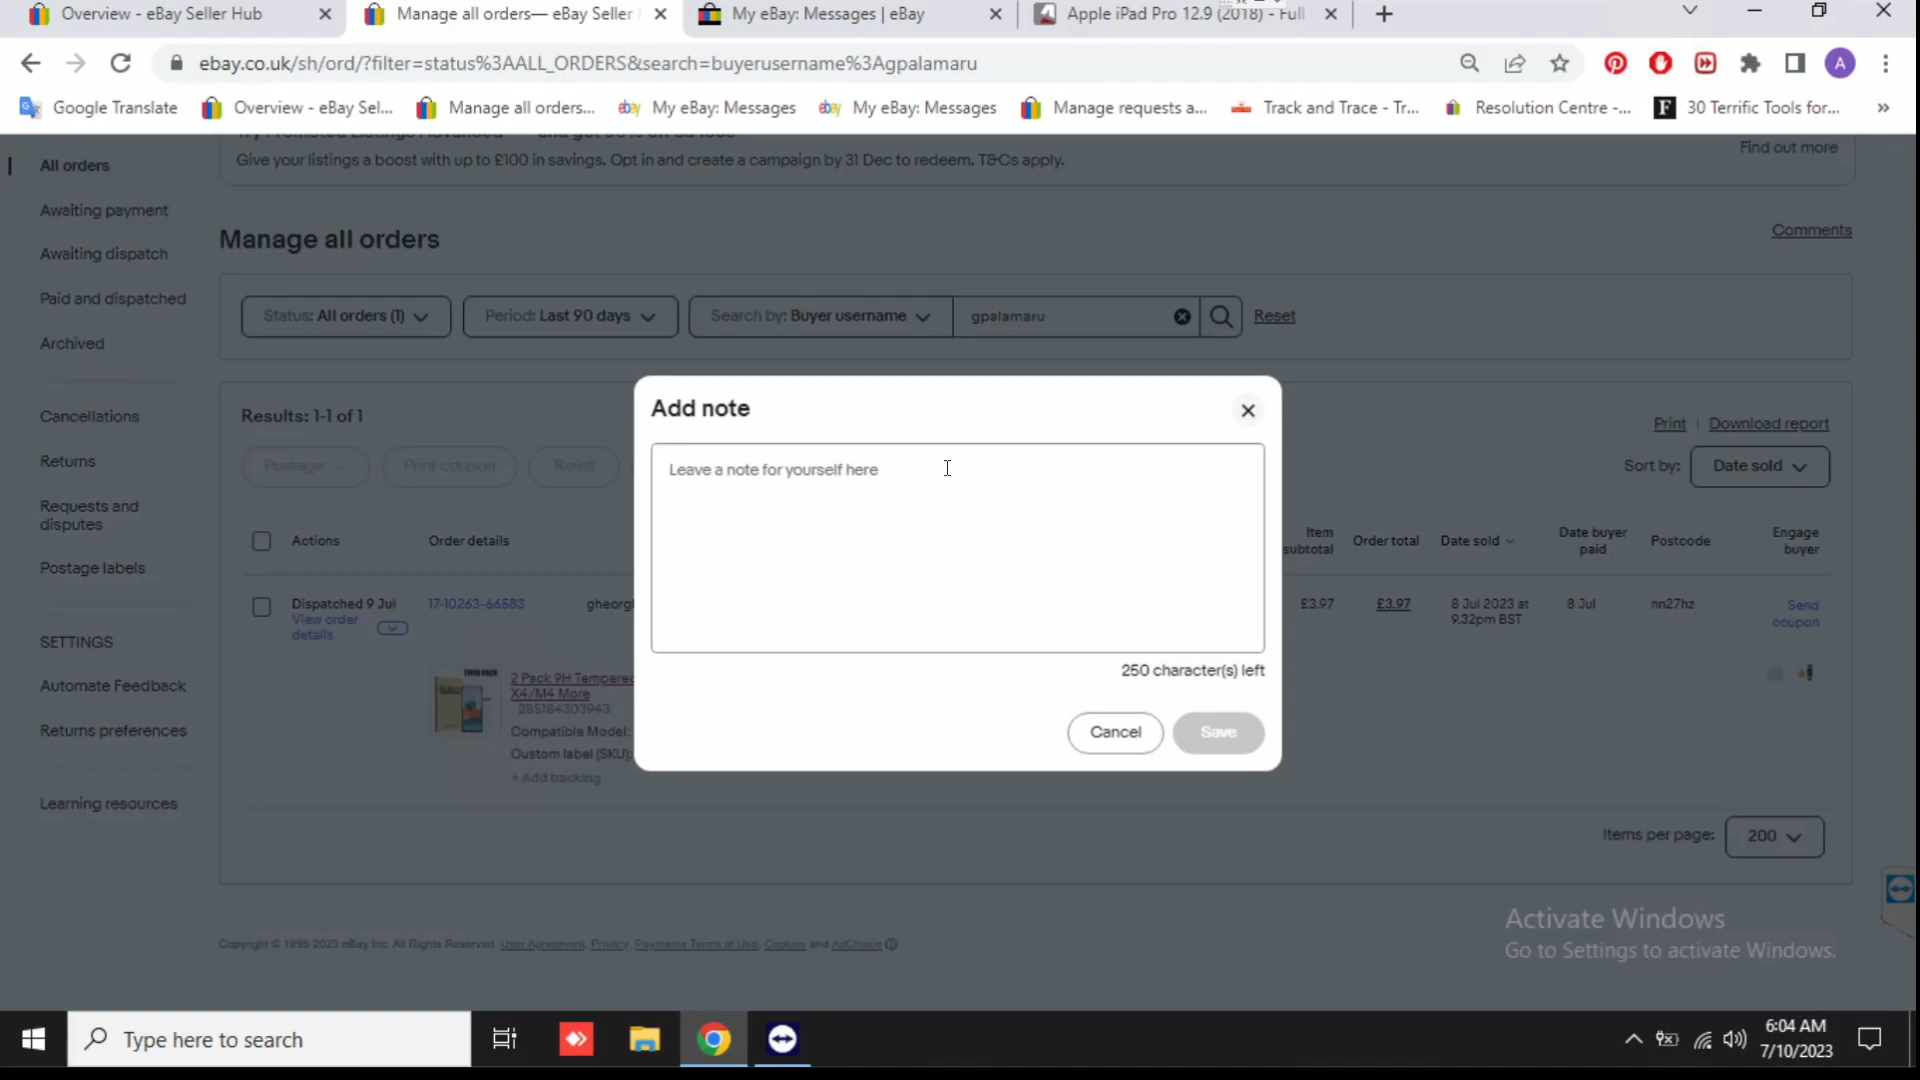 Overview - eBay Seller Hub
Manage all orders— eBay Seller
My eBay: Messages | eBay
Apple iPad Pro 12.9 (2018) - Full
ebay.co.uk/sh/ord/?filter=status%3AALL_ORDERS&search=buyerusername%3Agpalamaru
A
Google Translate
Overview - eBay Sel...
Manage all orders...
My eBay: Messages
My eBay: Messages
Manage requests a...
Track and Trace - Tr...
Resolution Centre -...
30 Terrific Tools for...
Give your listings a boost with up to £100 in savings. Opt in and create a campaign by 31 Dec to redeem. T&Cs apply.
Find out more
All orders
Awaiting payment
Awaiting dispatch
Paid and dispatched
Archived
Cancellations
Returns
Requests and
disputes
Postage labels
SETTINGS
Automate Feedback
Returns preferences
Learning resources
Manage all orders
Comments
Status: All orders (1)
Period: Last 90 days
Search by: Buyer username
gpalamaru
Reset
Results: 1-1 of 1
Print | Download report
Postage
Print coupon
Relist
Sort by: Date sold
Actions
Order details
Item
subtotal
Order total
Date sold
Date buyer
paid
Postcode
Engage
buyer
Dispatched 9 Jul
View order
details
17-10263-66583
gheorgl
£3.97
£3.97
8 Jul 2023 at
9.32pm BST
8 Jul
nn27hz
Send
coupon
2 Pack 9H Tempered
X4/M4 More
285184303943
Compatible Model:
Custom label (SKU):
+ Add tracking
Add note
Leave a note for yourself here
250 character(s) left
Cancel
Save
Items per page: 200
Copyright © 1995-2023 eBay Inc. All Rights Reserved. User Agreement, Privacy, Payments Terms of Use, Cookies and AdChoice
Activate Windows
Go to Settings to activate Windows.
Type here to search
6:04 AM
7/10/2023